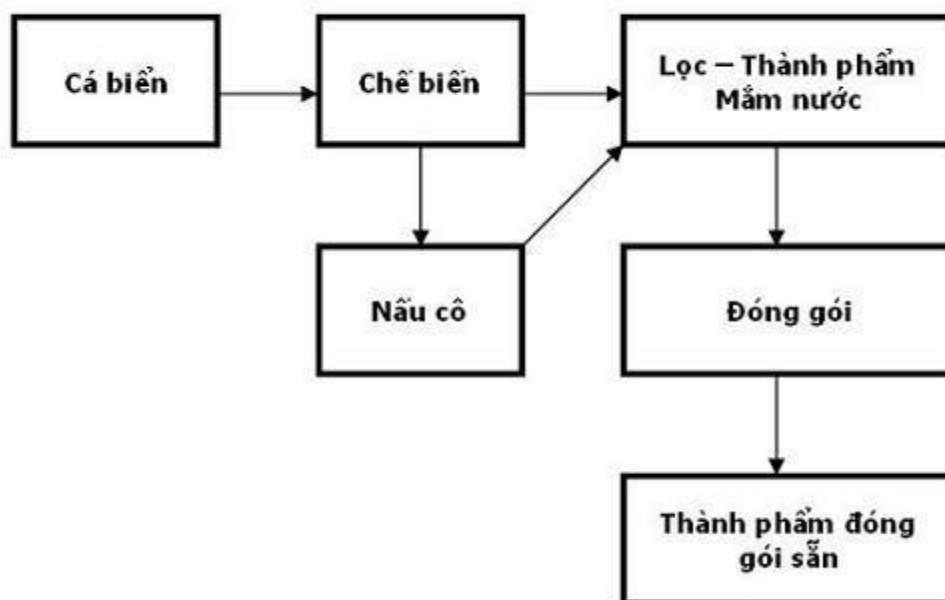 Cá biển
Chế biến
Lọc – Thành phẩm
Mắm nước
Nấu cô
Đóng gói
Thành phẩm đóng
gói sẵn